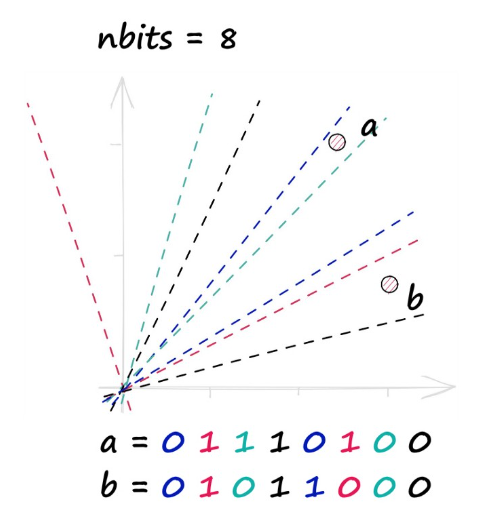 nbits = 8
a
b
a = 0 1 1 1 0 1 0 0
b = 0 1 0 1 1 0 0 0